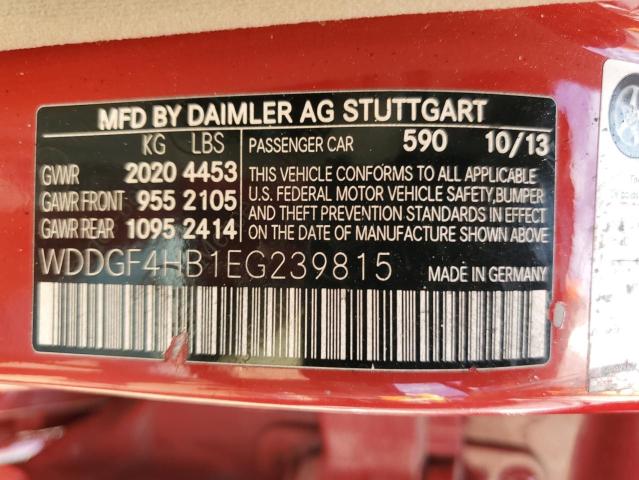 MFD BY DAIMLER AG STUTTGART
KG LBS PASSENGER CAR 590 10/13
GVWR 2020 4453
GAWR FRONT 955 2105
GAWR REAR 1095 2414
THIS VEHICLE CONFORMS TO ALL APPLICABLE
U.S. FEDERAL MOTOR VEHICLE SAFETY, BUMPER
AND THEFT PREVENTION STANDARDS IN EFFECT
ON THE DATE OF MANUFACTURE SHOWN ABOVE
WDDGF4HB1EG239815 MADE IN GERMANY